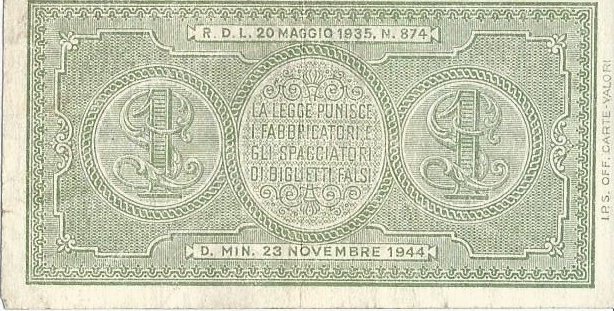 R. D. L. 20 MAGGIO 1935, N. 874
LA LEGGE PUNISCE
I FABBRICATORI E
GLI SPACCIATORI
DI BIGLIETTI FALSI
1
1
D. MIN. 23 NOVEMBRE 1944
I.P.S. OFF. CARTE-VALORI